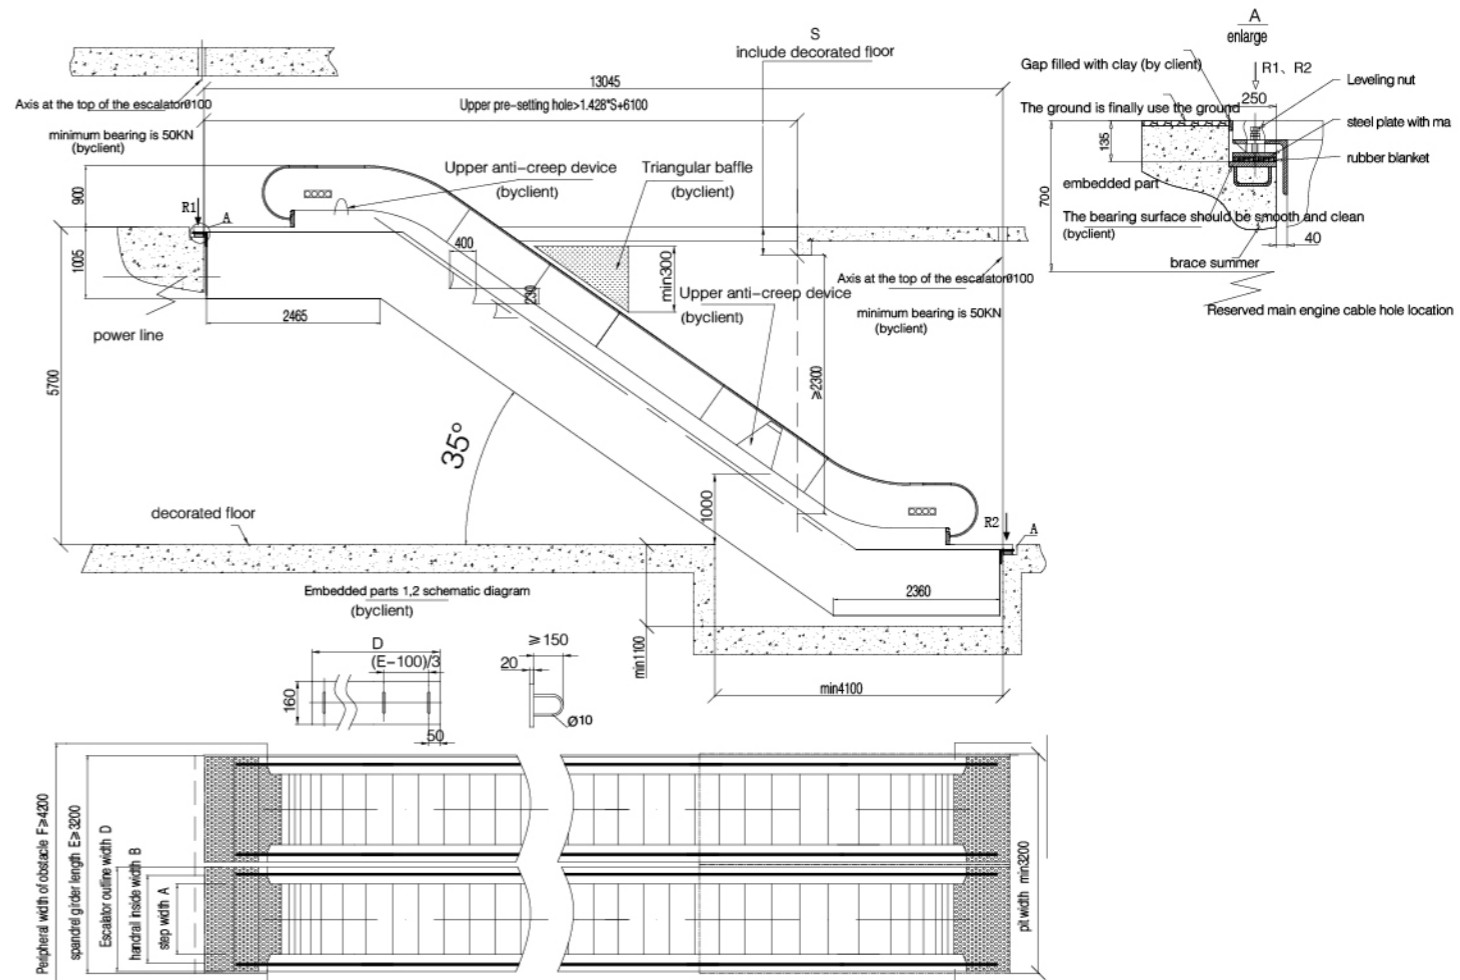 S
include decorated floor
13045
Axis at the top of the escalatorø100
Upper pre-setting hole>1.428*S+6100
minimum bearing is 50KN
(byclient)
Upper anti-creep device
(byclient)
Triangular baffle
(byclient)
900
R1
A
1005
400
230
min300
Upper anti-creep device
(byclient)
Axis at the top of the escalatorø100
minimum bearing is 50KN
(byclient)
2465
power line
5700
⩾2300
35°
1000
decorated floor
R2
A
Embedded parts 1,2 schematic diagram
(byclient)
2360
min1100
min4100
D
(E-100)/3
160
50
⩾150
20
Ø10
A
enlarge
Gap filled with clay (by client)
R1、R2
Leveling nut
250
The ground is finally use the ground
steel plate with ma
135
rubber blanket
700
embedded part
The bearing surface should be smooth and clean
(byclient)
40
brace summer
Reserved main engine cable hole location
Peripheral width of obstacle F⩾4200
spandrel girder length E⩾3200
Escalator outline width D
handrail inside width B
step width A
pit width min3200